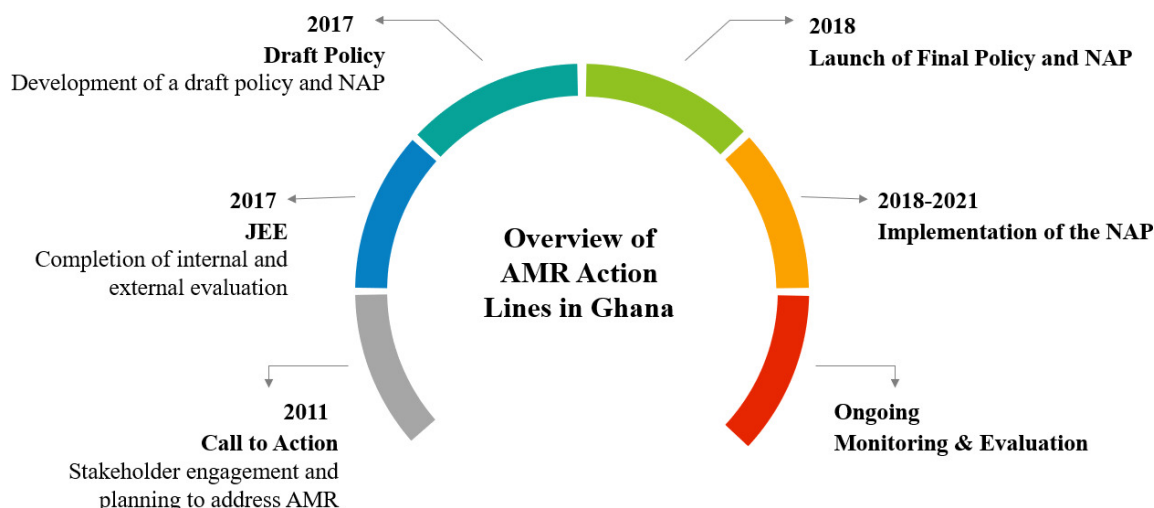 2017
Draft Policy
Development of a draft policy and NAP
2018
Launch of Final Policy and NAP
2017
JEE
Completion of internal and
external evaluation
Overview of
AMR Action
Lines in Ghana
2018-2021
Implementation of the NAP
2011
Call to Action
Stakeholder engagement and
planning to address AMR
Ongoing
Monitoring & Evaluation